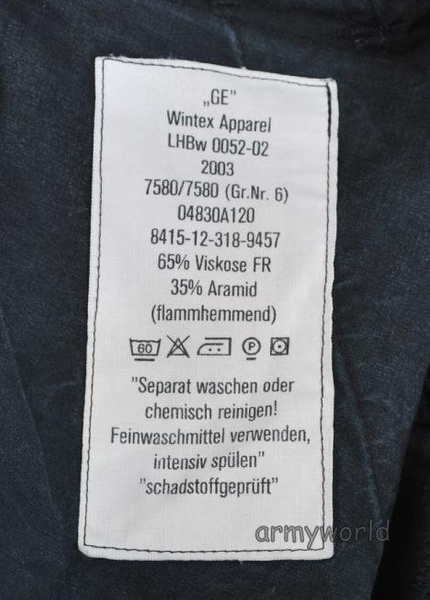 „GE”
Wintex Apparel
LHBw 0052-02
2003
7580/7580 (Gr.Nr. 6)
04830A120
8415-12-318-9457
65% Viskose FR
35% Aramid
(flammhemmend)
60 P
"Separat waschen oder
chemisch reinigen!
Feinwaschmittel verwenden,
intensiv spülen"
"schadstoffgeprüft"
armyworld